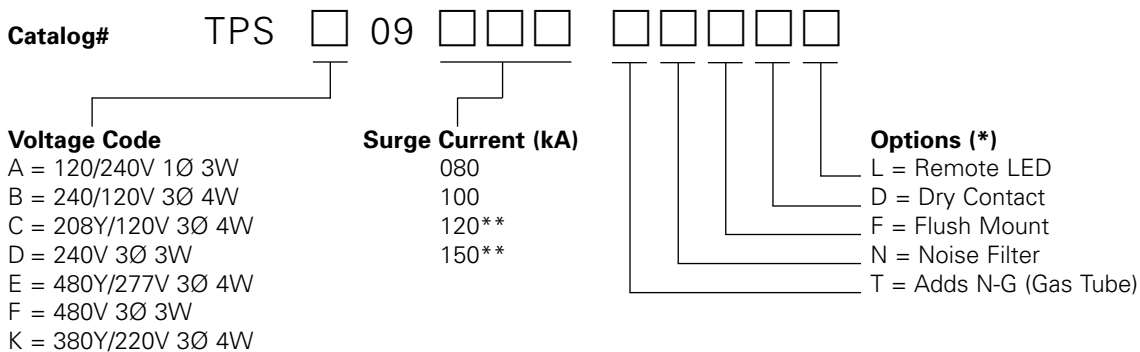 Catalog# TPS □ 09 □□□ □□□□□
Voltage Code
A = 120/240V 1Ø 3W
B = 240/120V 3Ø 4W
C = 208Y/120V 3Ø 4W
D = 240V 3Ø 3W
E = 480Y/277V 3Ø 4W
F = 480V 3Ø 3W
K = 380Y/220V 3Ø 4W
Surge Current (kA)
080
100
120**
150**
Options (*)
L = Remote LED
D = Dry Contact
F = Flush Mount
N = Noise Filter
T = Adds N-G (Gas Tube)